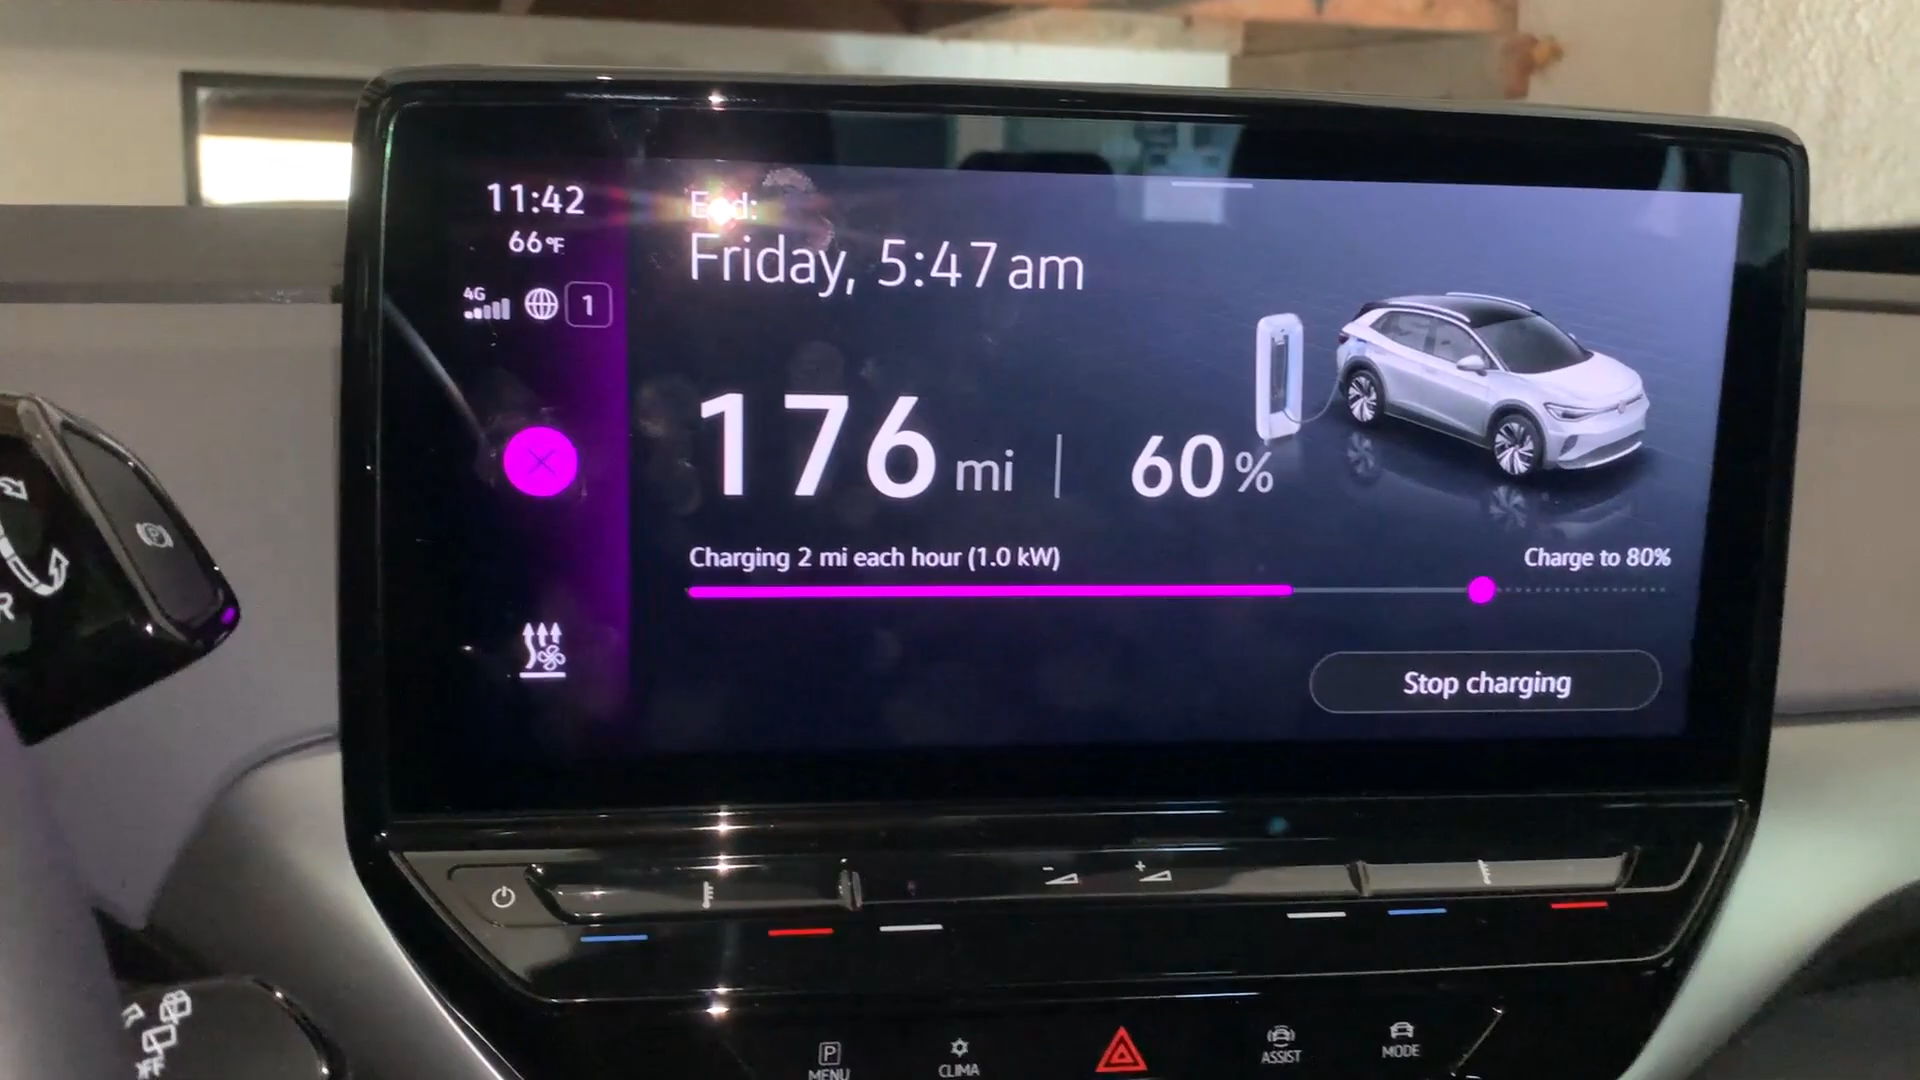 11:42
66°F
4G
1
End:
Friday, 5:47 am
176 mi | 60%
Charging 2 mi each hour (1.0 kW)
Charge to 80%
Stop charging
P
R
- +
P
MENU
CLIMA
ASSIST
MODE